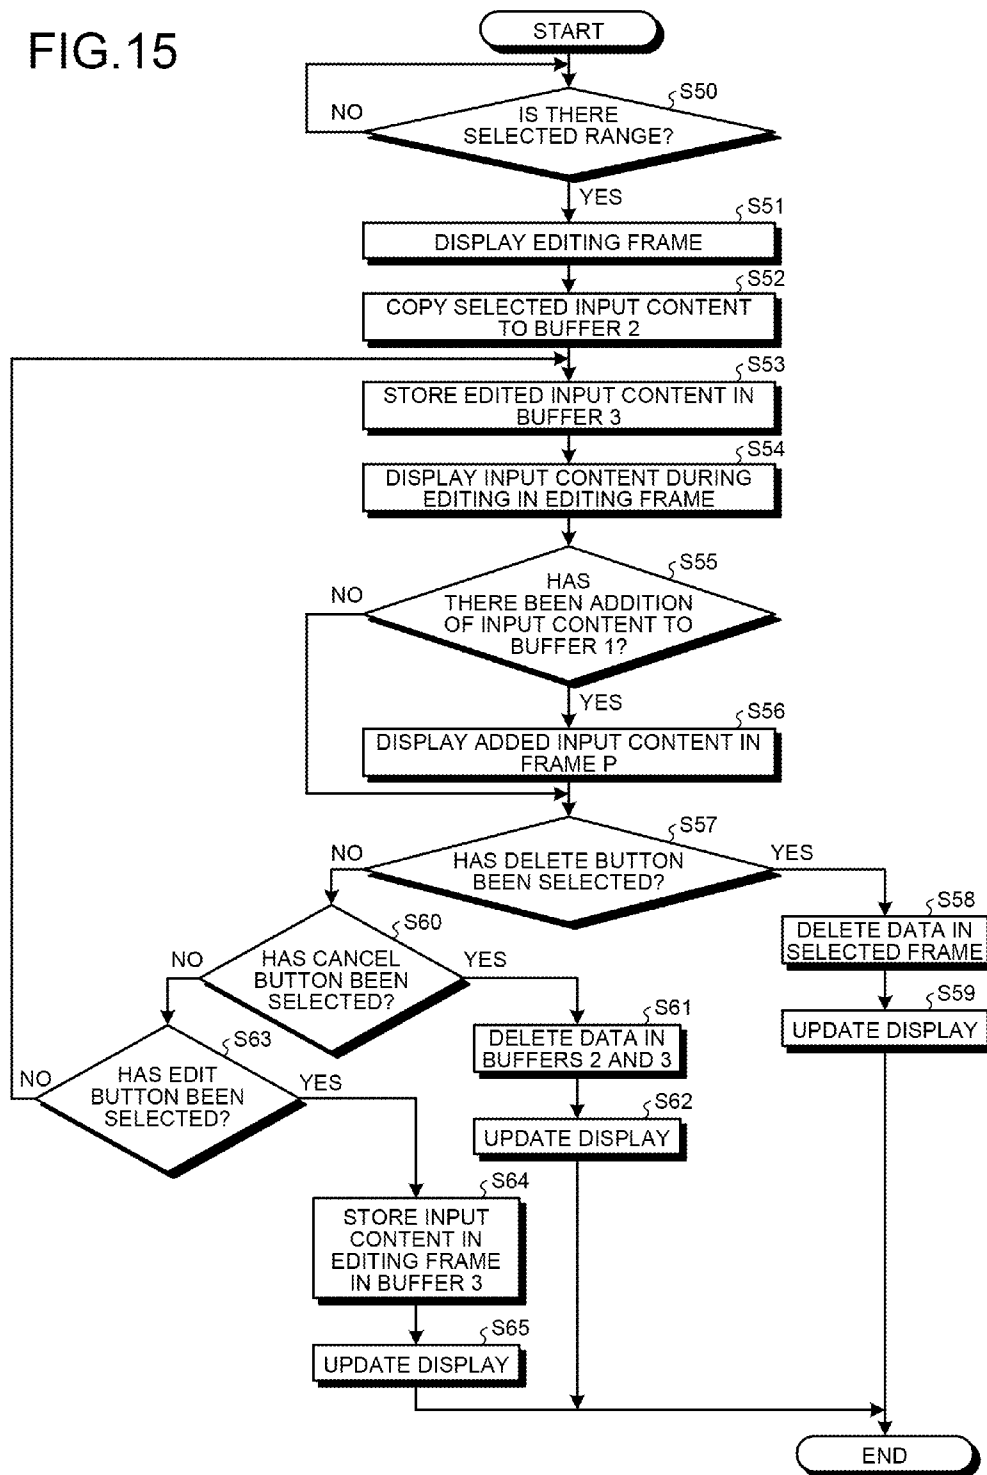 FIG.15
START
S50
NO
IS THERE
SELECTED RANGE?
YES
S51
DISPLAY EDITING FRAME
S52
COPY SELECTED INPUT CONTENT
TO BUFFER 2
S53
STORE EDITED INPUT CONTENT IN
BUFFER 3
S54
DISPLAY INPUT CONTENT DURING
EDITING IN EDITING FRAME
S55
NO
HAS
THERE BEEN ADDITION
OF INPUT CONTENT TO
BUFFER 1?
YES
S56
DISPLAY ADDED INPUT CONTENT IN
FRAME P
S57
NO
HAS DELETE BUTTON
BEEN SELECTED?
YES
S58
DELETE DATA IN
SELECTED FRAME
S59
UPDATE DISPLAY
S60
NO
HAS CANCEL
BUTTON BEEN
SELECTED?
YES
S61
DELETE DATA IN
BUFFERS 2 AND 3
S62
UPDATE DISPLAY
S63
NO
HAS EDIT
BUTTON BEEN
SELECTED?
YES
S64
STORE INPUT
CONTENT IN
EDITING FRAME
IN BUFFER 3
S65
UPDATE DISPLAY
END